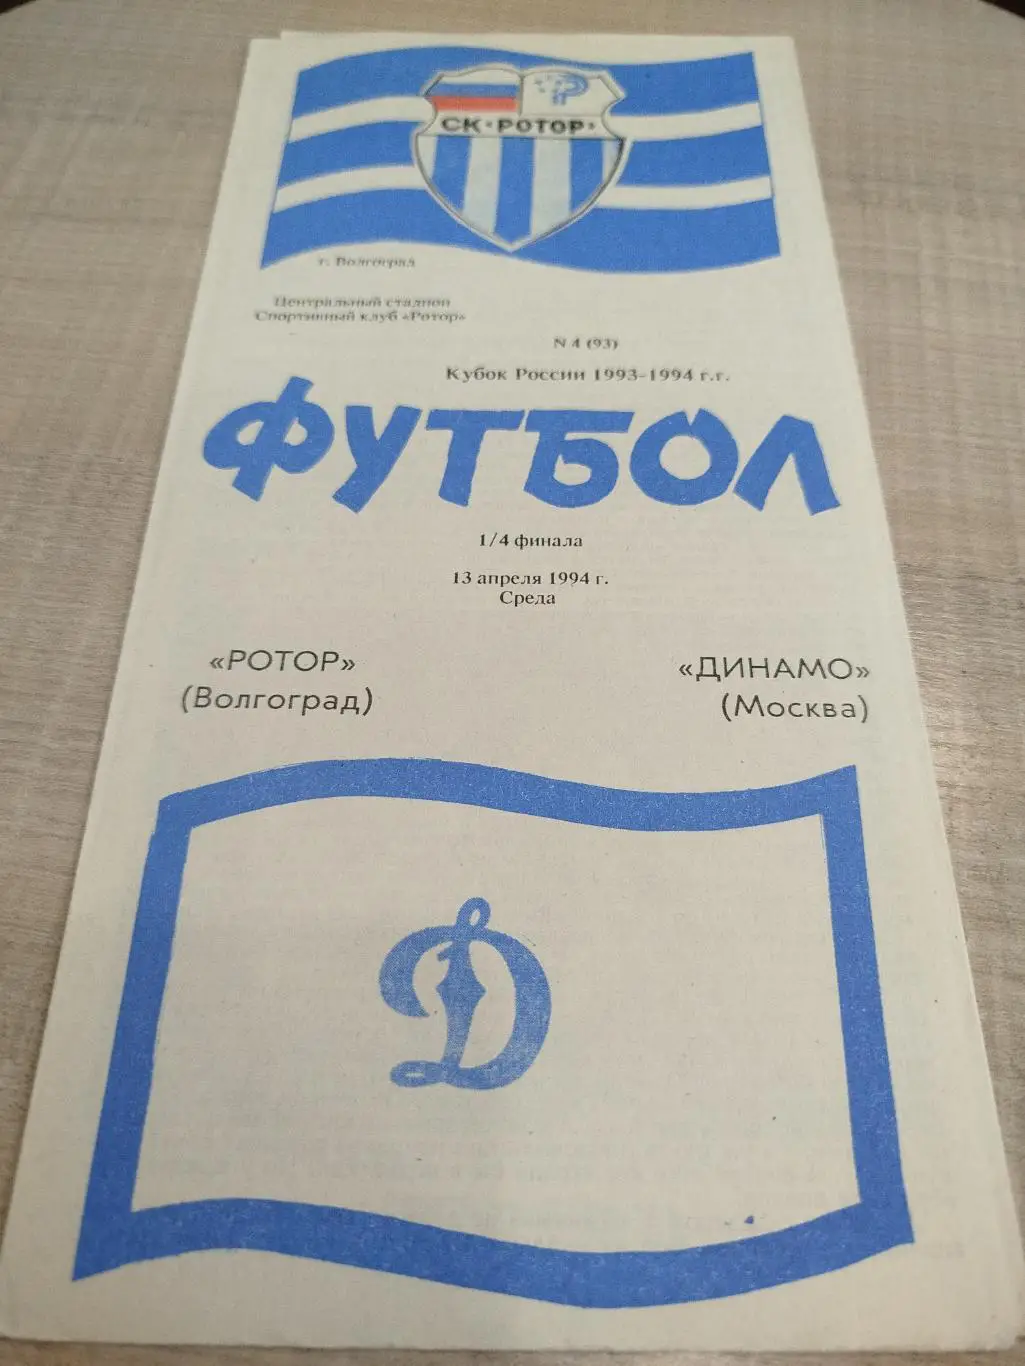 СК «РОТОР»
г. Волгоград
Центральный стадион
Спортивный клуб «Ротор»
N 4 (93)
Кубок России 1993-1994 г.г.
ФУТБОЛ
1/4 финала
13 апреля 1994 г.
Среда
«РОТОР»
(Волгоград)
«ДИНАМО»
(Москва)
Д